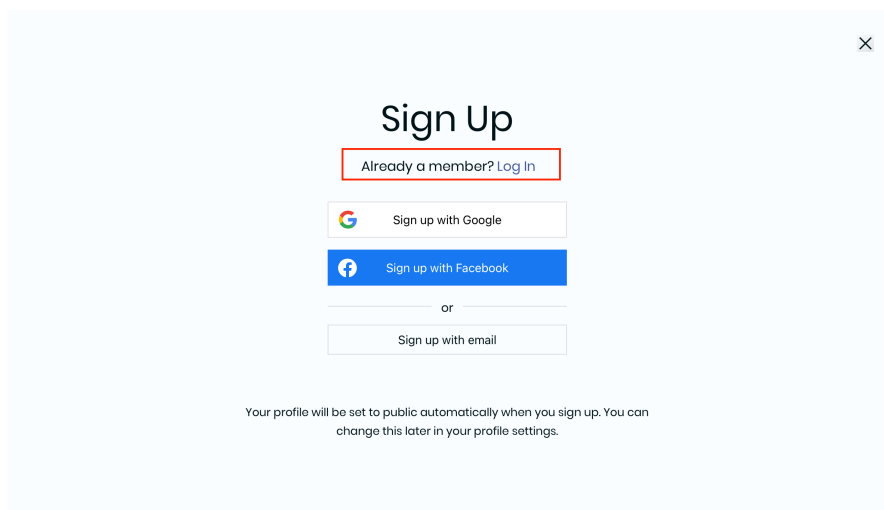 Sign Up
Already a member? Log In
Sign up with Google
Sign up with Facebook
or
Sign up with email
Your profile will be set to public automatically when you sign up. You can
change this later in your profile settings.